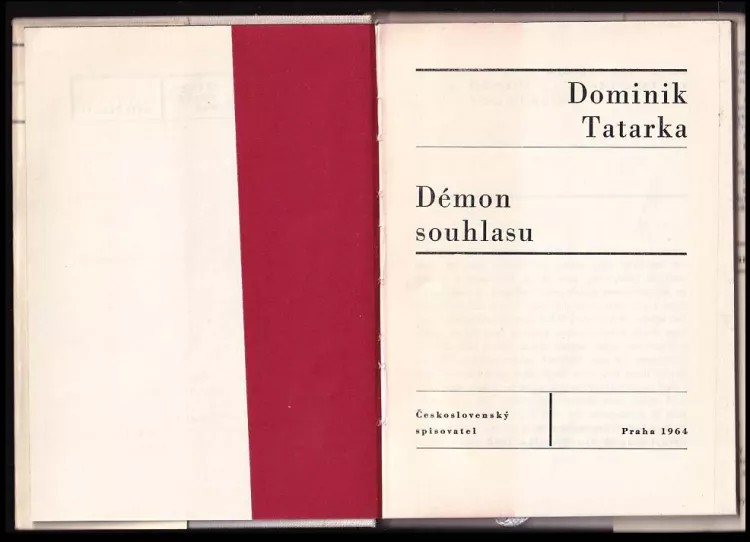 Dominik
Tatarka
Démon
souhlasu
Československý
spisovatel
Praha 1964